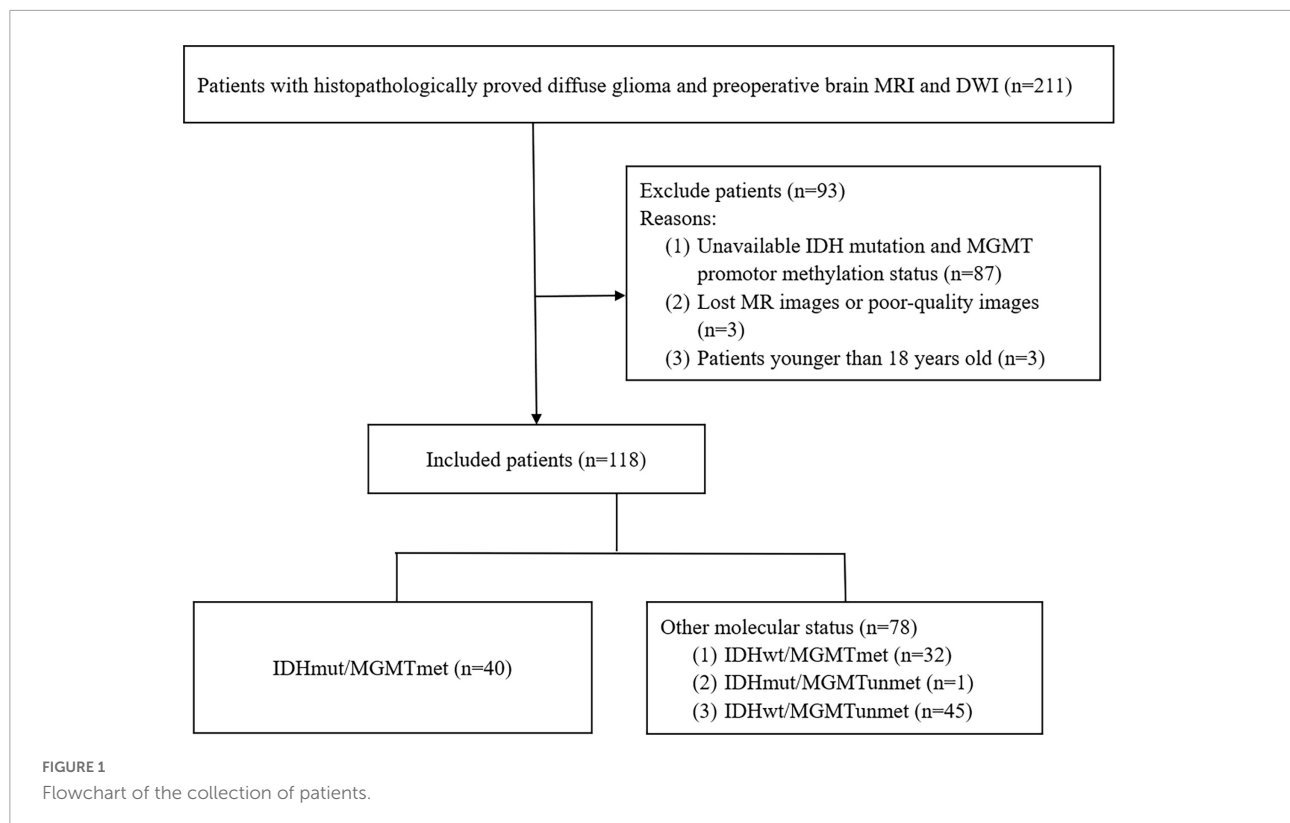 Patients with histopathologically proved diffuse glioma and preoperative brain MRI and DWI (n=211)
Exclude patients (n=93)
Reasons:
(1) Unavailable IDH mutation and MGMT
promotor methylation status (n=87)
(2) Lost MR images or poor-quality images
(n=3)
(3) Patients younger than 18 years old (n=3)
Included patients (n=118)
IDHmut/MGMTmet (n=40)
Other molecular status (n=78)
(1) IDHwt/MGMTmet (n=32)
(2) IDHmut/MGMTunmet (n=1)
(3) IDHwt/MGMTunmet (n=45)
FIGURE 1
Flowchart of the collection of patients.